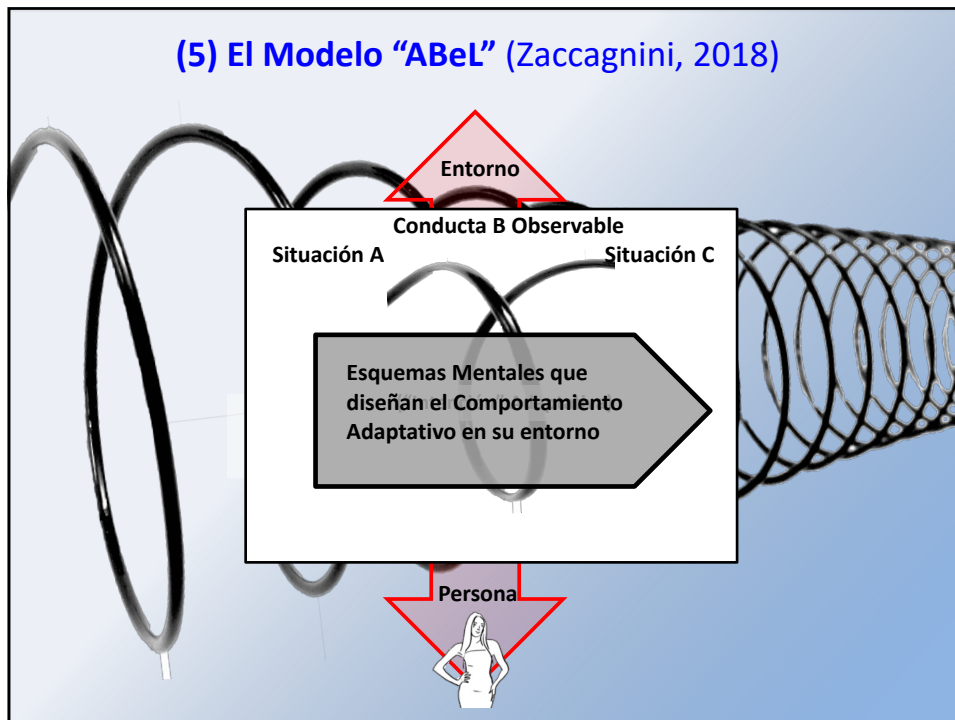 (5) El Modelo “ABeL” (Zaccagnini, 2018)
Entorno
Conducta B Observable
Situación A
Situación C
Esquemas Mentales que
diseñán el Comportamiento
Adaptativo en su entorno
Persona